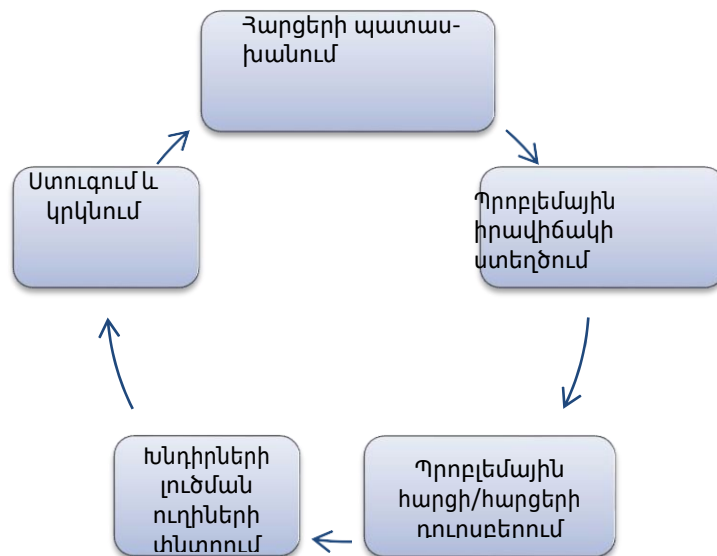 Հարցերի պատաս-
խանում
Պրոբլեմային
իրավիճակի
ստեղծում
Պրոբլեմային
հարցի/հարցերի
դուրսբերում
Խնդիրների
լուծման
ուղիների
փնտրում
Ստուգում և
կրկնում